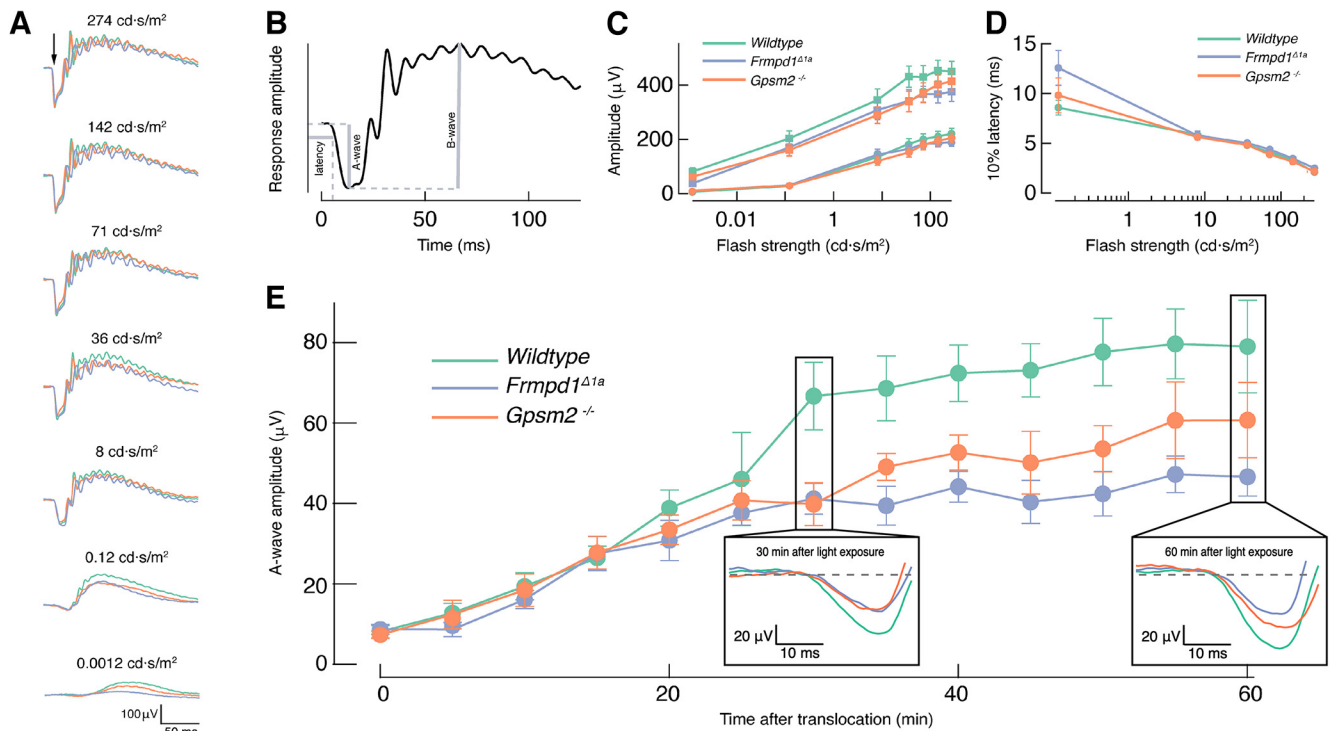 A
274 cd·s/m²
142 cd·s/m²
71 cd·s/m²
36 cd·s/m²
8 cd·s/m²
0.12 cd·s/m²
0.0012 cd·s/m²
100 µV
50 ms
B
Response amplitude
latency
A-wave
B-wave
0 50 100
Time (ms)
C
Wildtype
Frmpd1Δ1a
Gpsm2 -/-
Amplitude (µV)
400
200
0
0.01 1 100
Flash strength (cd·s/m²)
D
Wildtype
Frmpd1Δ1a
Gpsm2 -/-
10% latency (ms)
15
10
5
0
1 10 100
Flash strength (cd·s/m²)
E
Wildtype
Frmpd1Δ1a
Gpsm2 -/-
A-wave amplitude (µV)
80
60
40
20
0
30 min after light exposure
20 µV
10 ms
60 min after light exposure
20 µV
10 ms
0 20 40 60
Time after translocation (min)